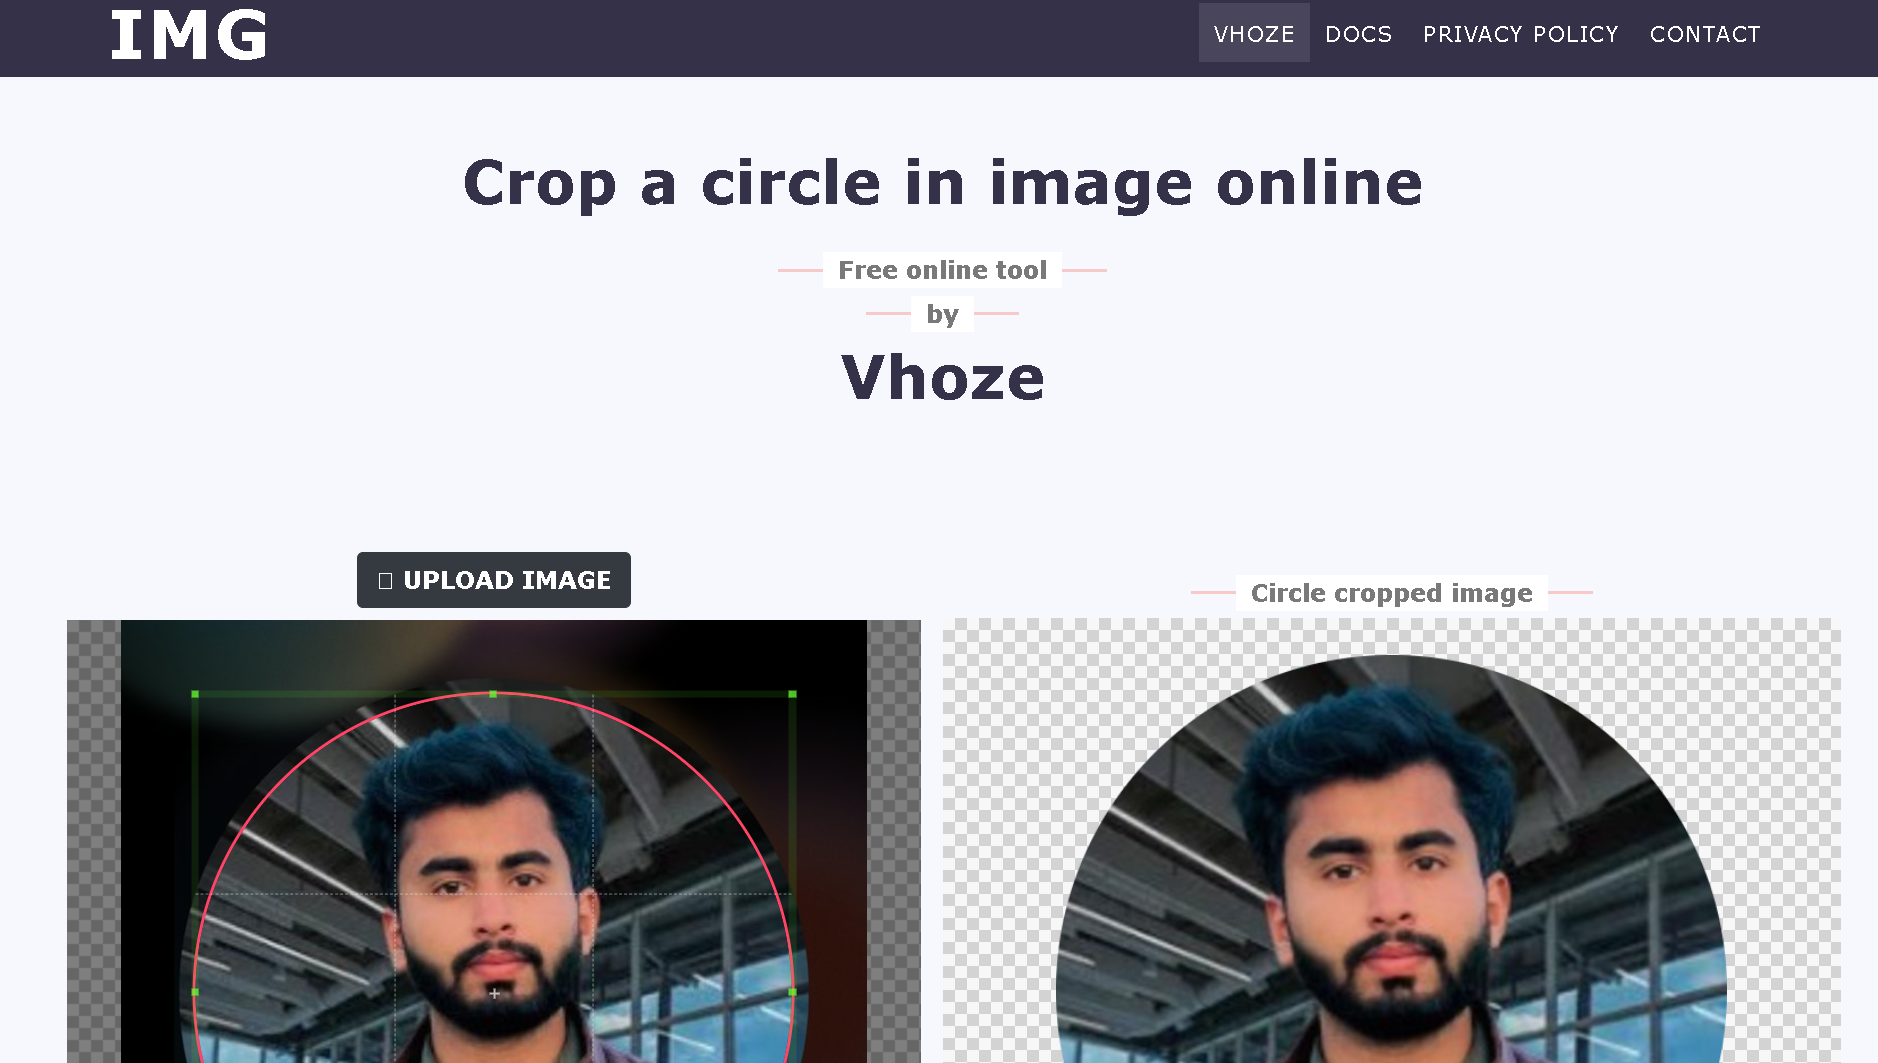 IMG
VHOZE DOCS PRIVACY POLICY CONTACT
Crop a circle in image online
Free online tool
by
Vhoze
UPLOAD IMAGE
Circle cropped image